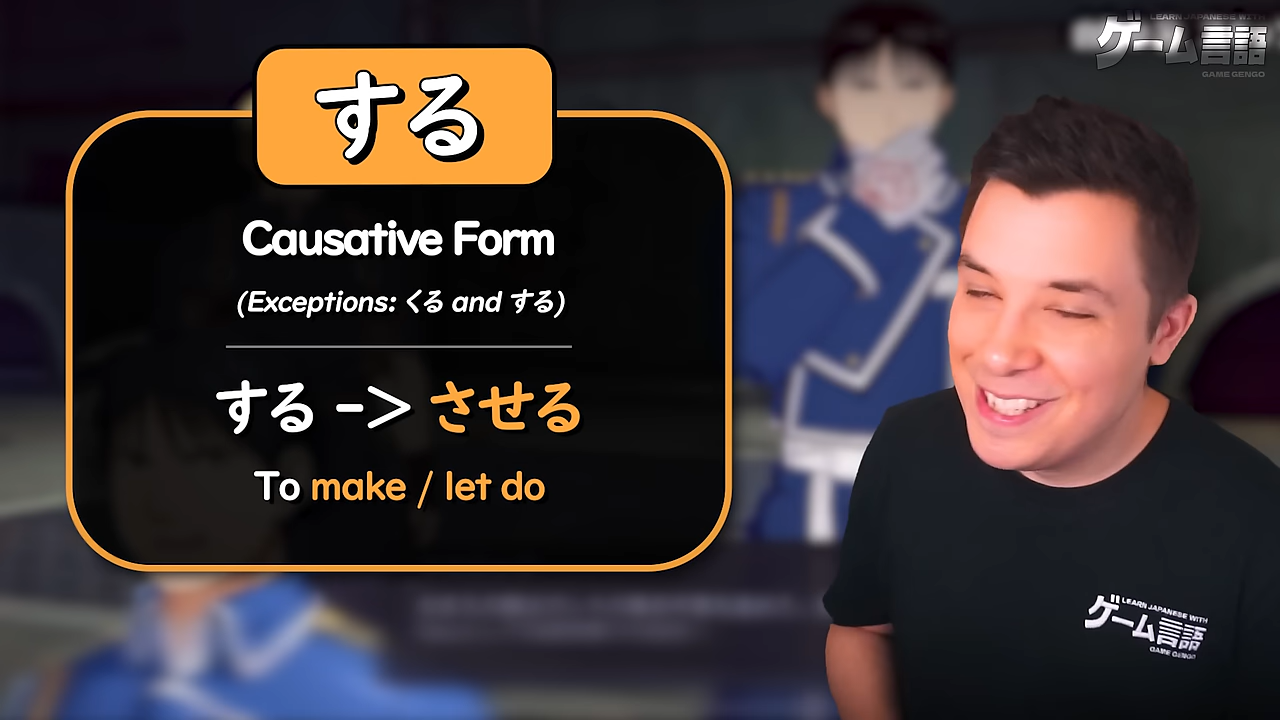 する
Causative Form
(Exceptions: くる and する)
する -> させる
To make / let do
LEARN JAPANESE WITH
ゲーム言語
GAME GENGO
LEARN JAPANESE WITH
ゲーム言語
GAME GENGO